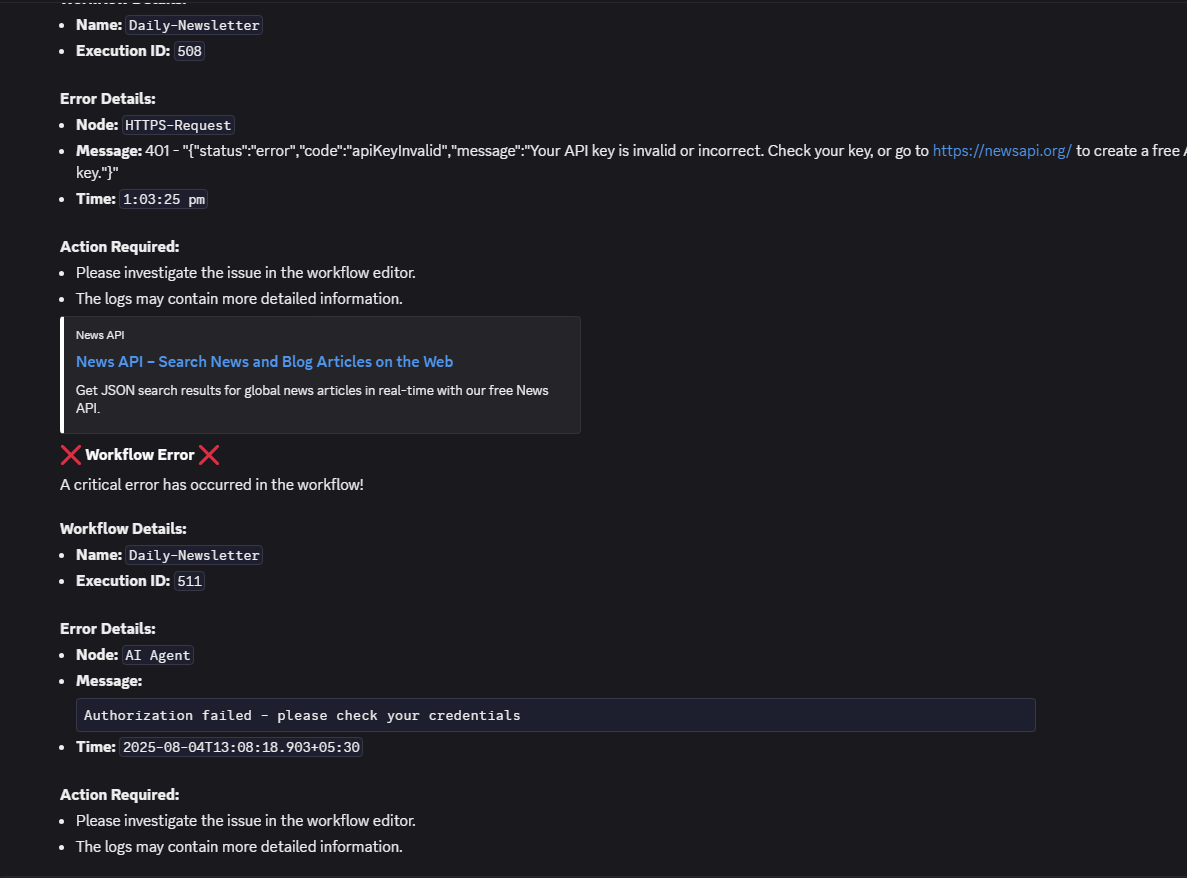 Workflow Details:
Name: Daily-Newsletter
Execution ID: 508
Error Details:
Node: HTTPS-Request
Message: 401 - "{"status":"error","code":"apiKeyInvalid","message":"Your API key is invalid or incorrect. Check your key, or go to https://newsapi.org/ to create a free
key."}"
Time: 1:03:25 pm
Action Required:
Please investigate the issue in the workflow editor.
The logs may contain more detailed information.
News API
News API – Search News and Blog Articles on the Web
Get JSON search results for global news articles in real-time with our free News
API.
❌ Workflow Error ❌
A critical error has occurred in the workflow!
Workflow Details:
Name: Daily-Newsletter
Execution ID: 511
Error Details:
Node: AI Agent
Message:
Authorization failed - please check your credentials
Time: 2025-08-04T13:08:18.903+05:30
Action Required:
Please investigate the issue in the workflow editor.
The logs may contain more detailed information.